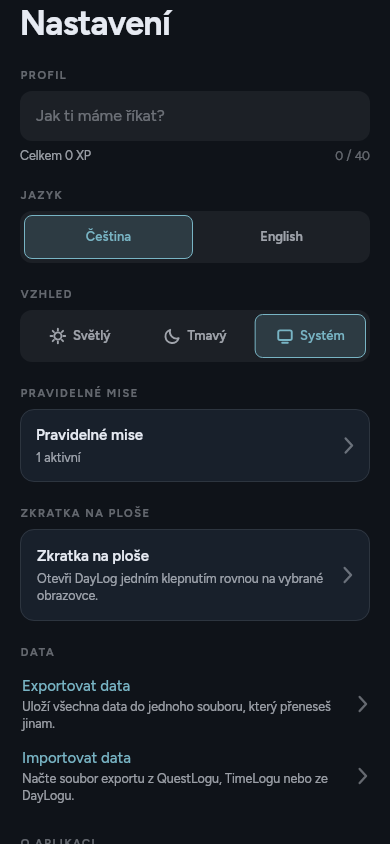 Nastavení
PROFIL
Jak ti máme říkat?
Celkem 0 XP
0 / 40
JAZYK
Čeština
English
VZHLED
Světlý
Tmavý
Systém
PRAVIDELNÉ MISE
Pravidelné mise
1 aktivní
ZKRATKA NA PLOŠE
Zkratka na ploše
Otevři DayLog jedním klepnutím rovnou na vybrané
obrazovce.
DATA
Exportovat data
Uloží všechna data do jednoho souboru, který přeneseš
jinam.
Importovat data
Načte soubor exportu z QuestLogu, TimeLogu nebo ze
DayLogu.
O APLIKACI